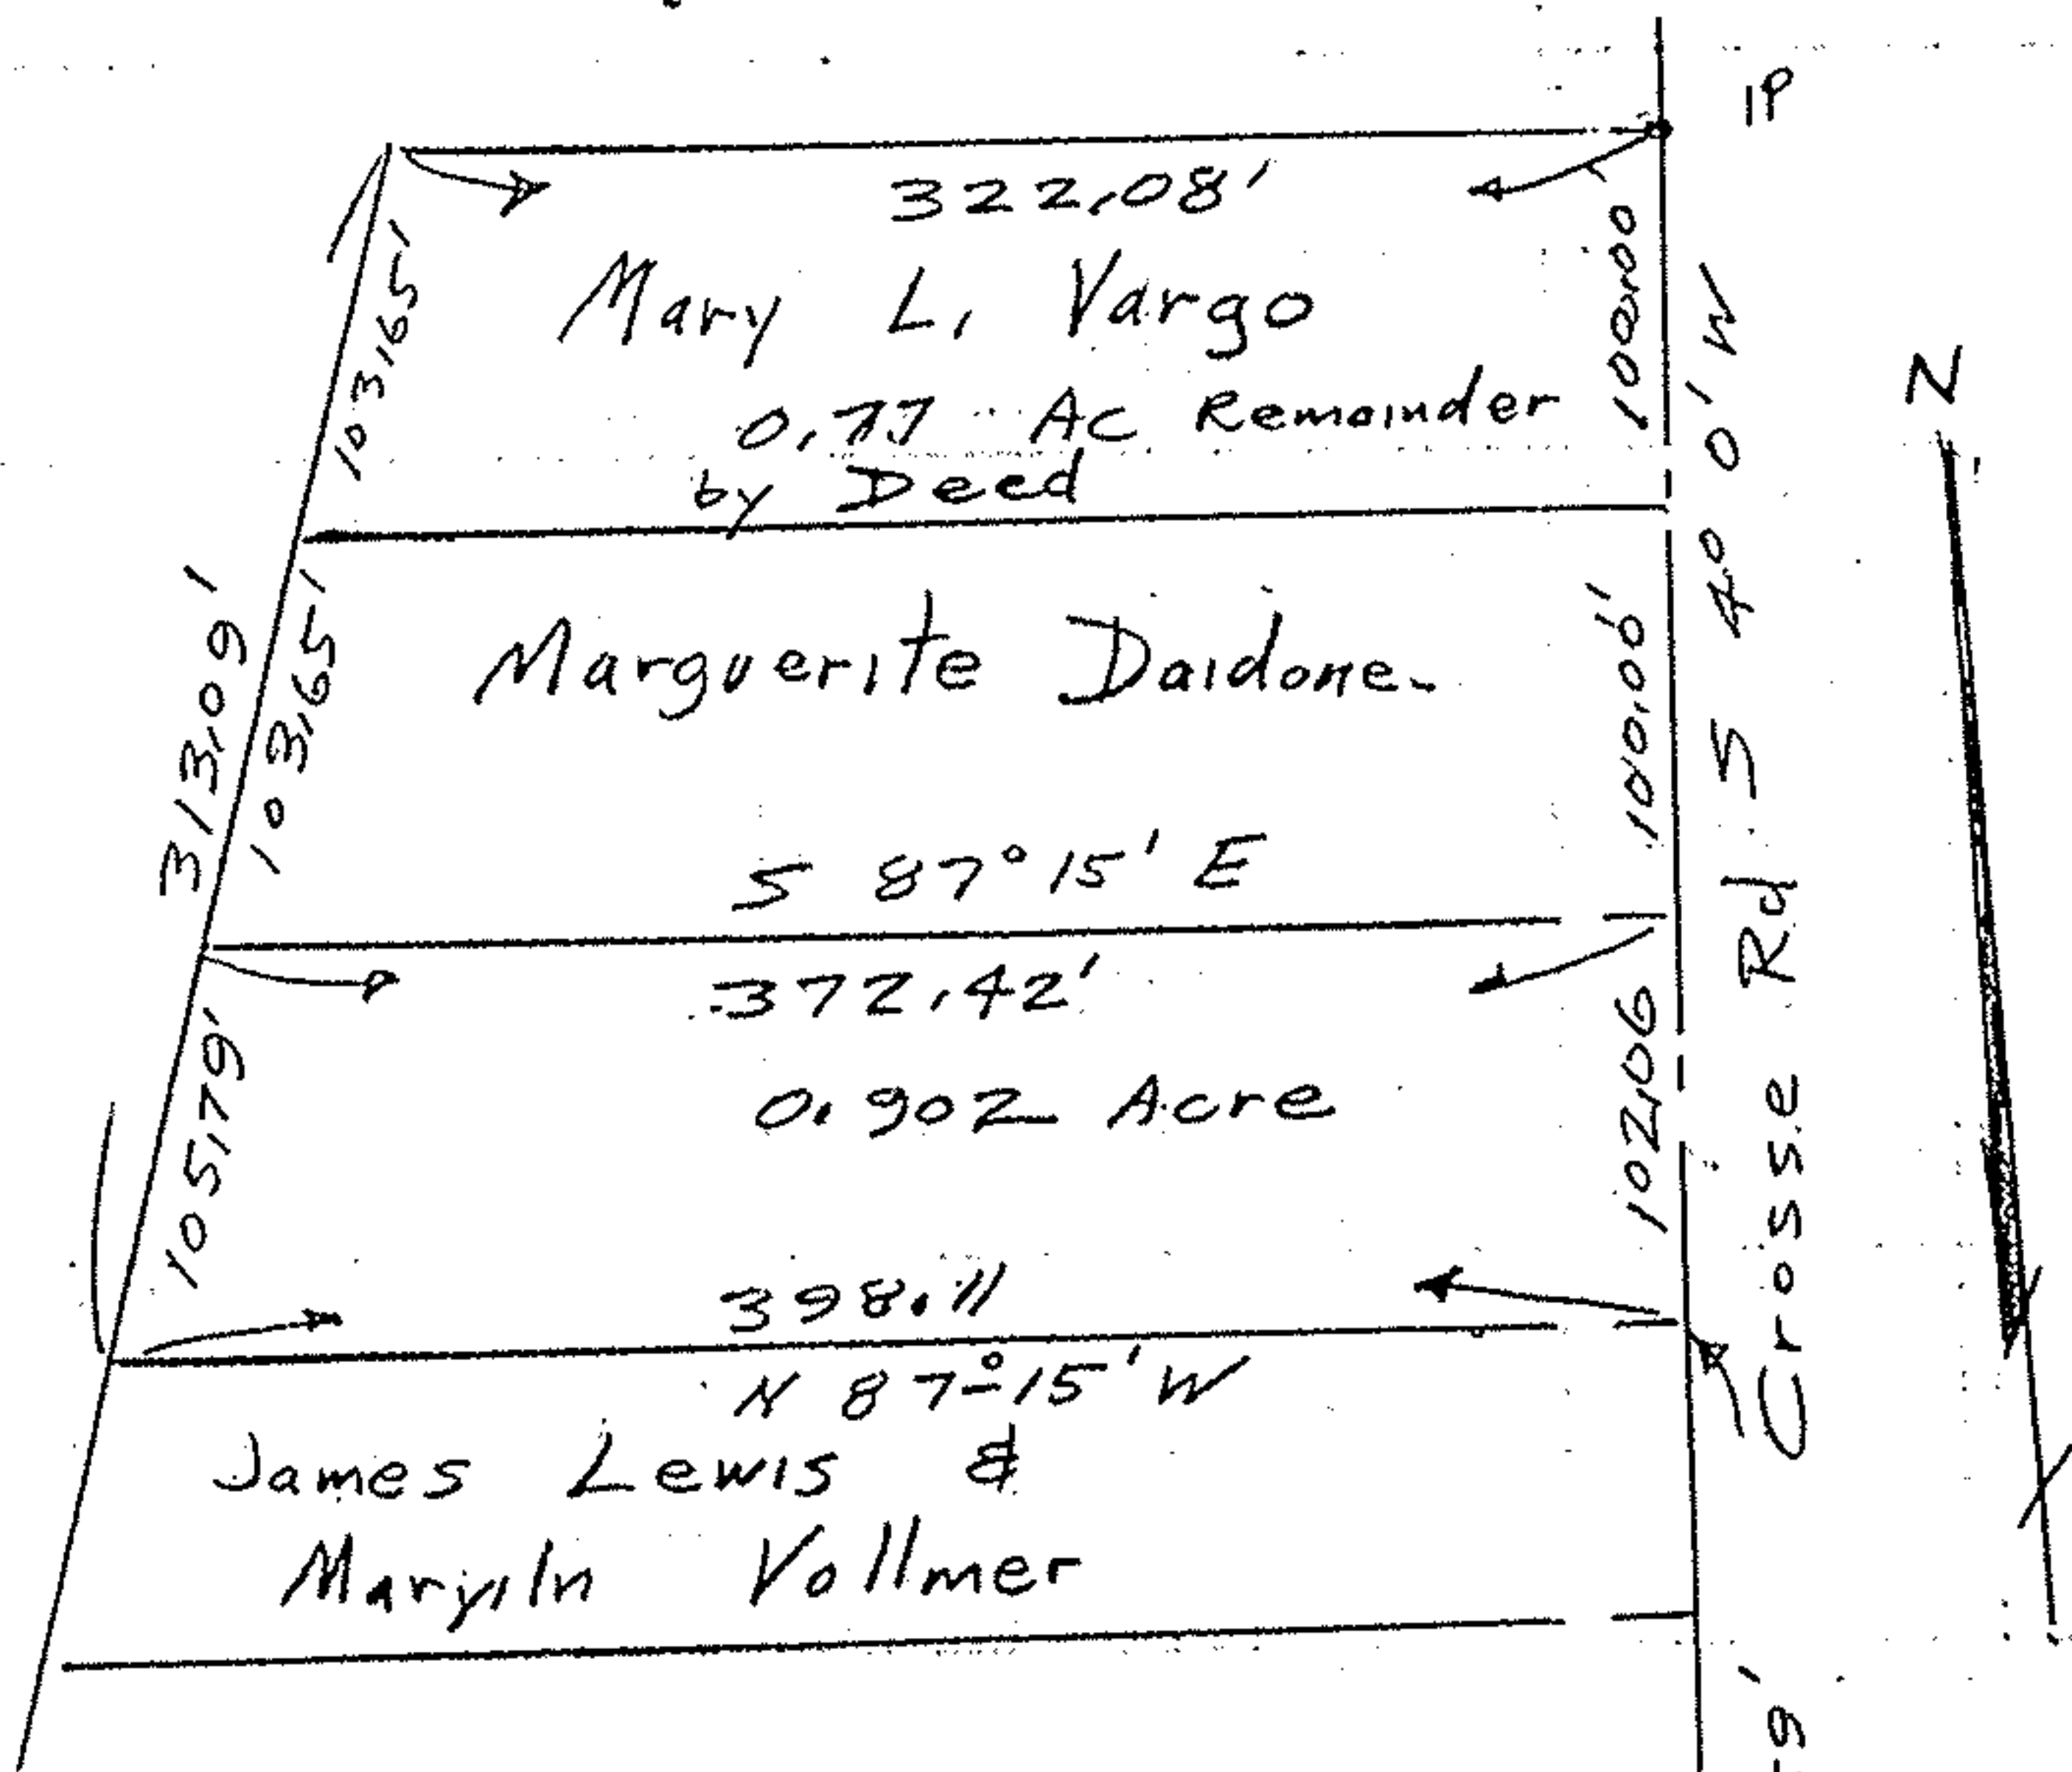 IP
322.08'
103.65'
Mary L. Vargo
100.00
0.77 AC Remainder
by Deed
N
313.09'
103.65'
Marguerite Daidone
100.00'
S 4° 0' W
S 87° 15' E
372.42'
105.79'
0.902 Acre
102.06
Crosse Rd
398.11
N 87° 15' W
James Lewis &
Maryiln Vollmer
9'